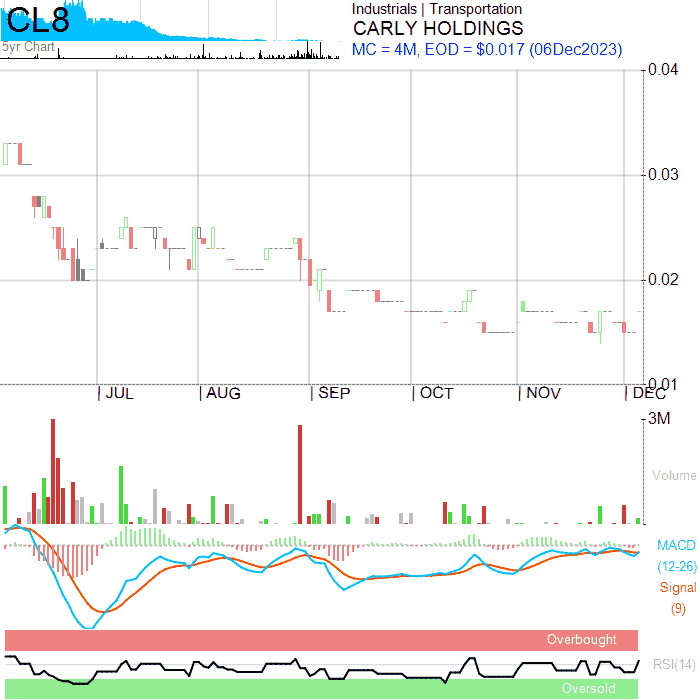 CL8
5yr Chart
Industrials | Transportation
CARLY HOLDINGS
MC = 4M, EOD = $0.017 (06Dec2023)
0.04
0.03
0.02
0.01
JUL AUG SEP OCT NOV DEC
3M
Volume
MACD
(12-26)
Signal
(9)
Overbought
RSI(14)
Oversold